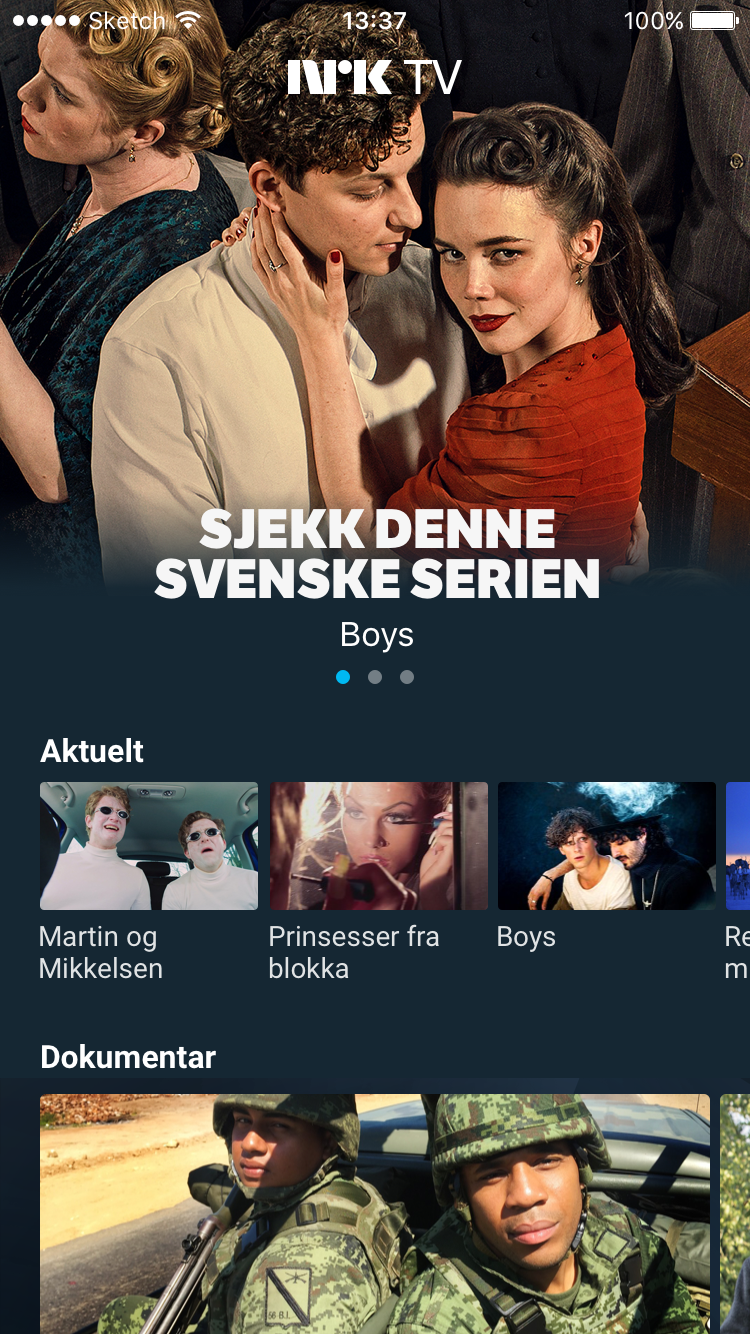 Sketch 13:37 100%
NRK TV
SJEKK DENNE
SVENSKE SERIEN
Boys
Aktuelt
Martin og
Mikkelsen
Prinsesser fra
blokka
Boys
Re
m
Dokumentar
56 B.I.